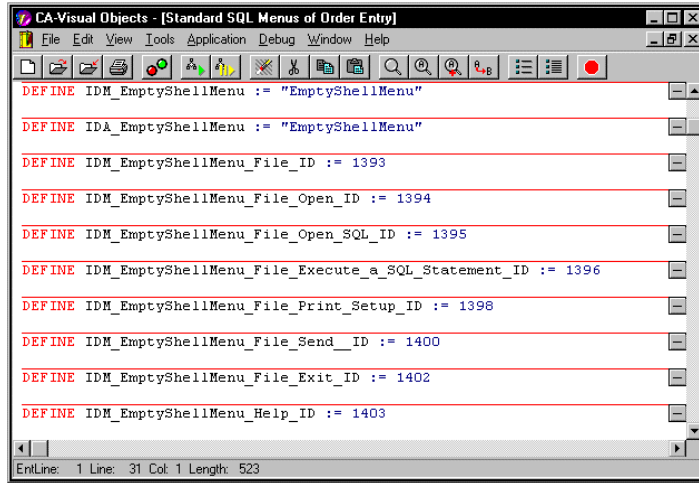 CA-Visual Objects - [Standard SQL Menus of Order Entry]
File Edit View Tools Application Debug Window Help
DEFINE IDM_EmptyShellMenu := "EmptyShellMenu"
DEFINE IDA_EmptyShellMenu := "EmptyShellMenu"
DEFINE IDM_EmptyShellMenu_File_ID := 1393
DEFINE IDM_EmptyShellMenu_File_Open_ID := 1394
DEFINE IDM_EmptyShellMenu_File_Open_SQL_ID := 1395
DEFINE IDM_EmptyShellMenu_File_Execute_a_SQL_Statement_ID := 1396
DEFINE IDM_EmptyShellMenu_File_Print_Setup_ID := 1398
DEFINE IDM_EmptyShellMenu_File_Send__ID := 1400
DEFINE IDM_EmptyShellMenu_File_Exit_ID := 1402
DEFINE IDM_EmptyShellMenu_Help_ID := 1403
EntLine: 1 Line: 31 Col: 1 Length: 523